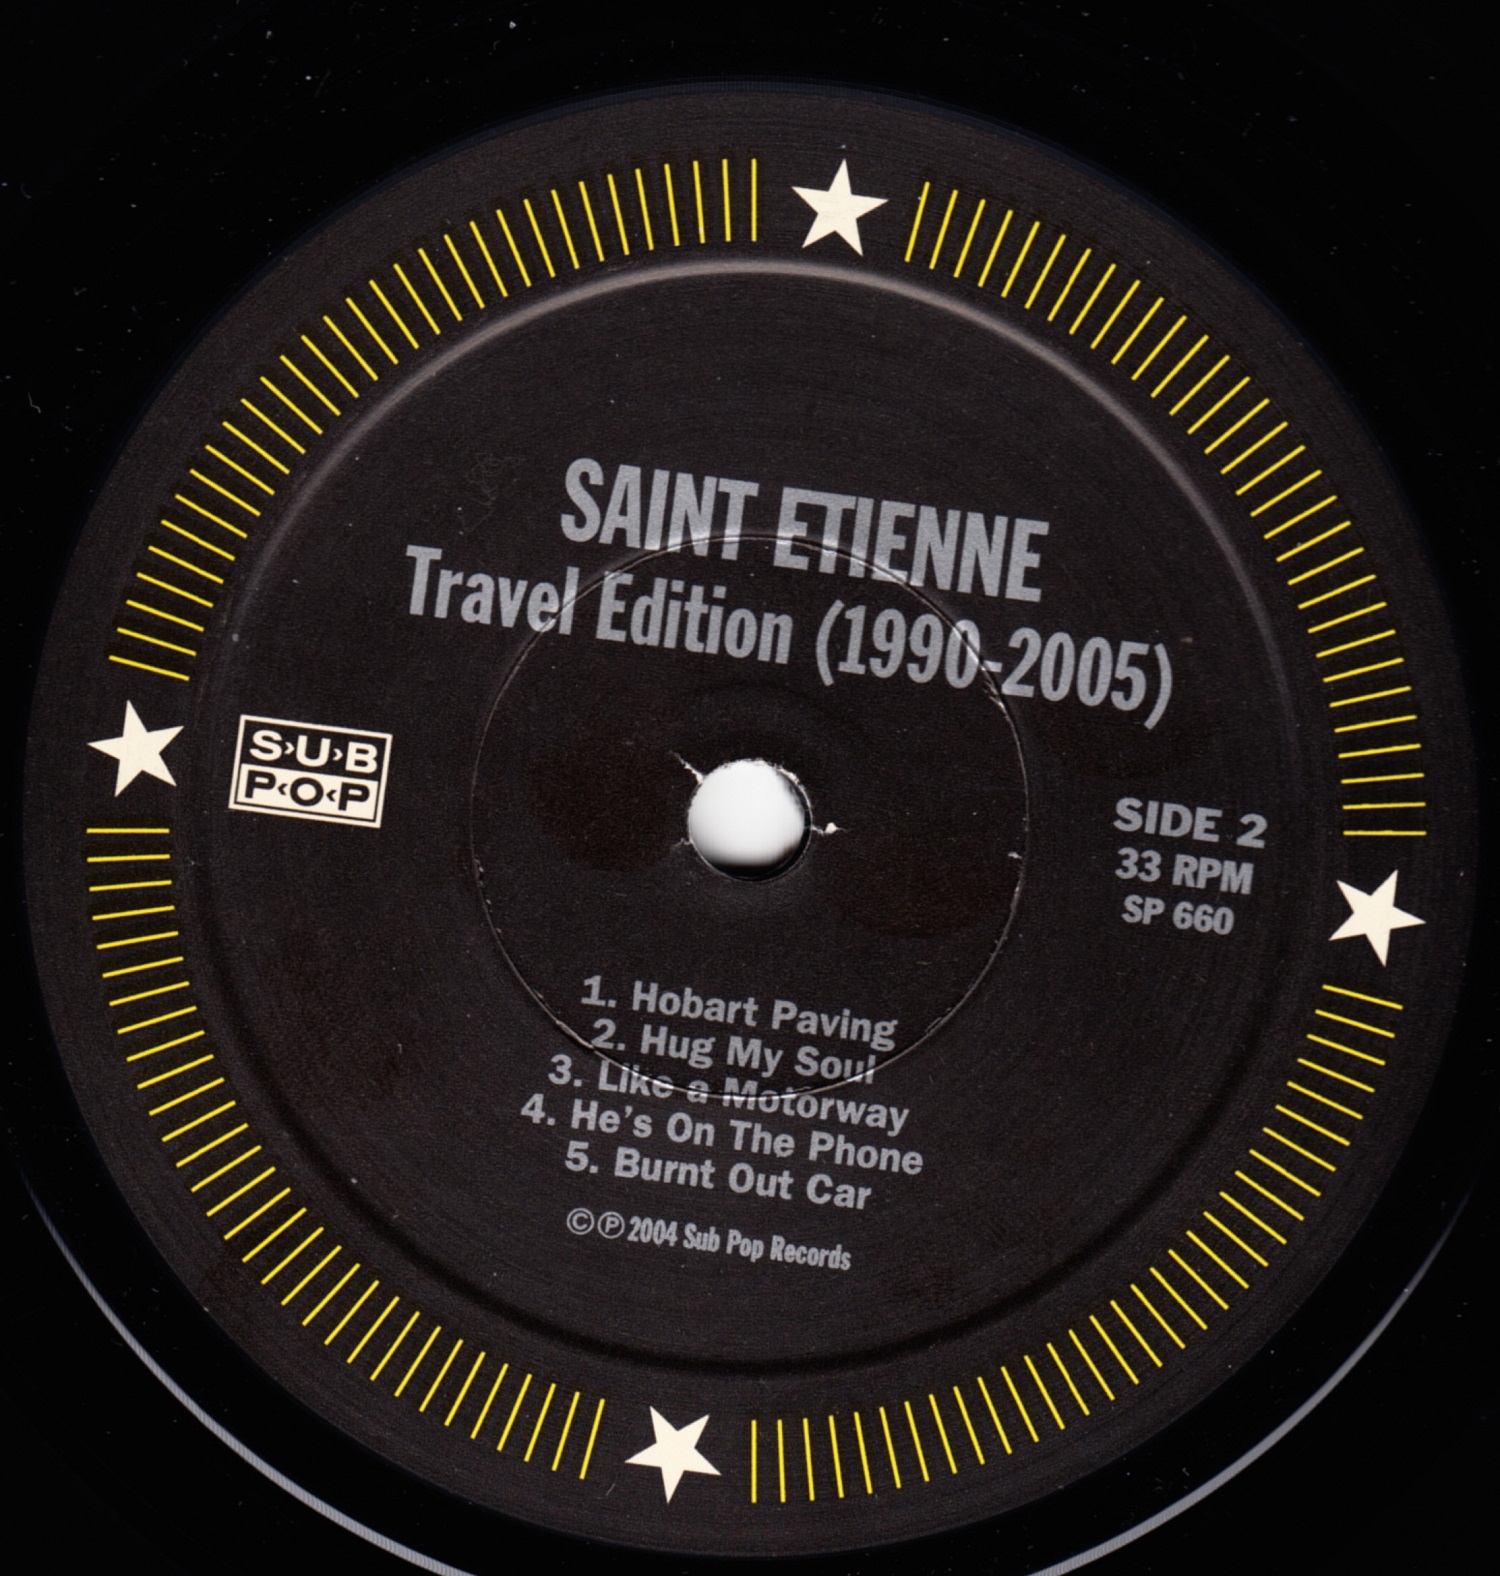 SAINT ETIENNE
Travel Edition (1990-2005)
S›U›B
P‹O‹P
SIDE 2
33 RPM
SP 660
1. Hobart Paving
2. Hug My Soul
3. Like a Motorway
4. He's On The Phone
5. Burnt Out Car
©℗ 2004 Sub Pop Records